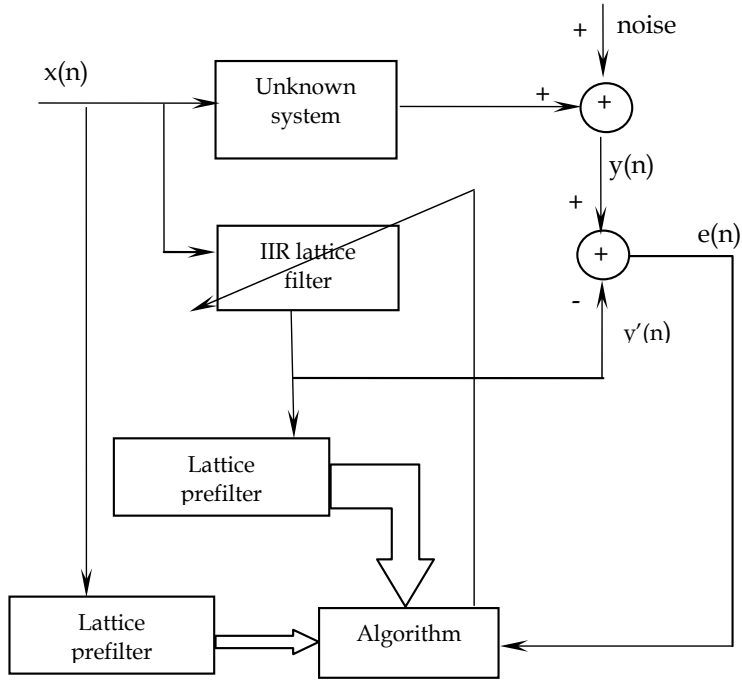 + noise
x(n)
Unknown
system
+
+
y(n)
+
e(n)
IIR lattice
filter
+
-
y'(n)
Lattice
prefilter
Lattice
prefilter
Algorithm